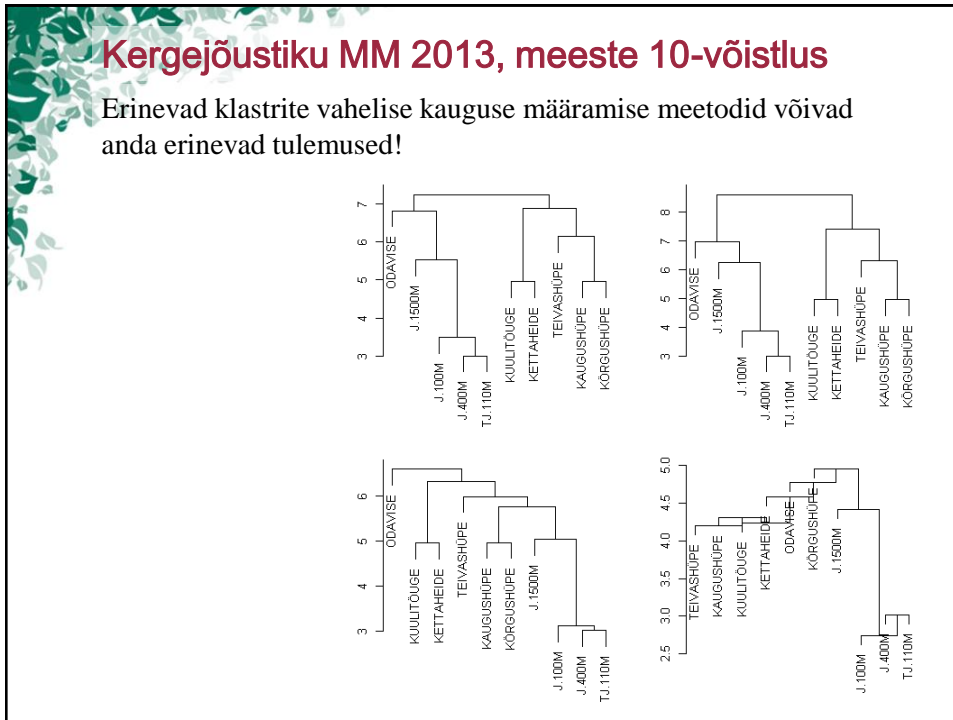 Kergejõustiku MM 2013, meeste 10-võistlus
Erinevad klastrite vahelise kauguse määramise meetodid võivad
anda erinevad tulemused!
7
6
5
4
3
ODAVISE
J.1500M
J.100M
J.400M
TJ.110M
KUULITÕUGE
KETTAHEIDE
TEIVASHÜPE
KAUGUSHÜPE
KÕRGUSHÜPE
8
7
6
5
4
3
ODAVISE
J.1500M
J.100M
J.400M
TJ.110M
KUULITÕUGE
KETTAHEIDE
TEIVASHÜPE
KAUGUSHÜPE
KÕRGUSHÜPE
6
5
4
3
ODAVISE
KUULITÕUGE
KETTAHEIDE
TEIVASHÜPE
KAUGUSHÜPE
KÕRGUSHÜPE
J.1500M
J.100M
J.400M
TJ.110M
5.0
4.5
4.0
3.5
3.0
2.5
TEIVASHÜPE
KAUGUSHÜPE
KUULITÕUGE
KETTAHEIDE
ODAVISE
KÕRGUSHÜPE
J.1500M
J.100M
J.400M
TJ.110M